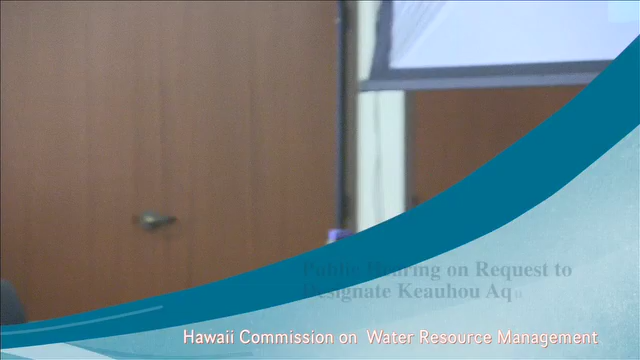 Public Hearing on Request to
Designate Keauhou Aq
Hawaii Commission on Water Resource Management